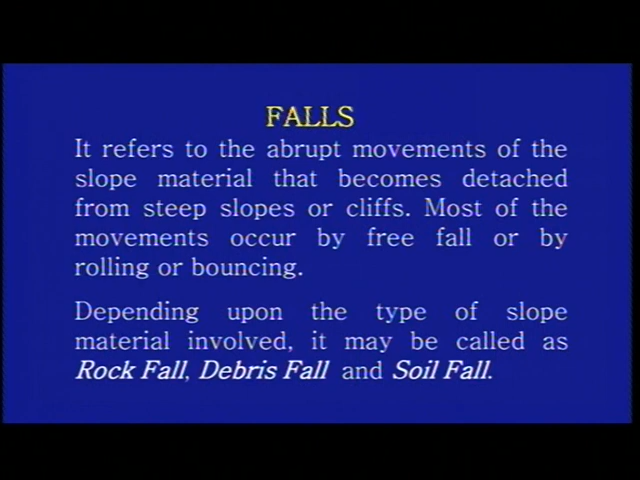 FALLS
It refers to the abrupt movements of the
slope material that becomes detached
from steep slopes or cliffs. Most of the
movements occur by free fall or by
rolling or bouncing.
Depending upon the type of slope
material involved, it may be called as
Rock Fall, Debris Fall and Soil Fall.